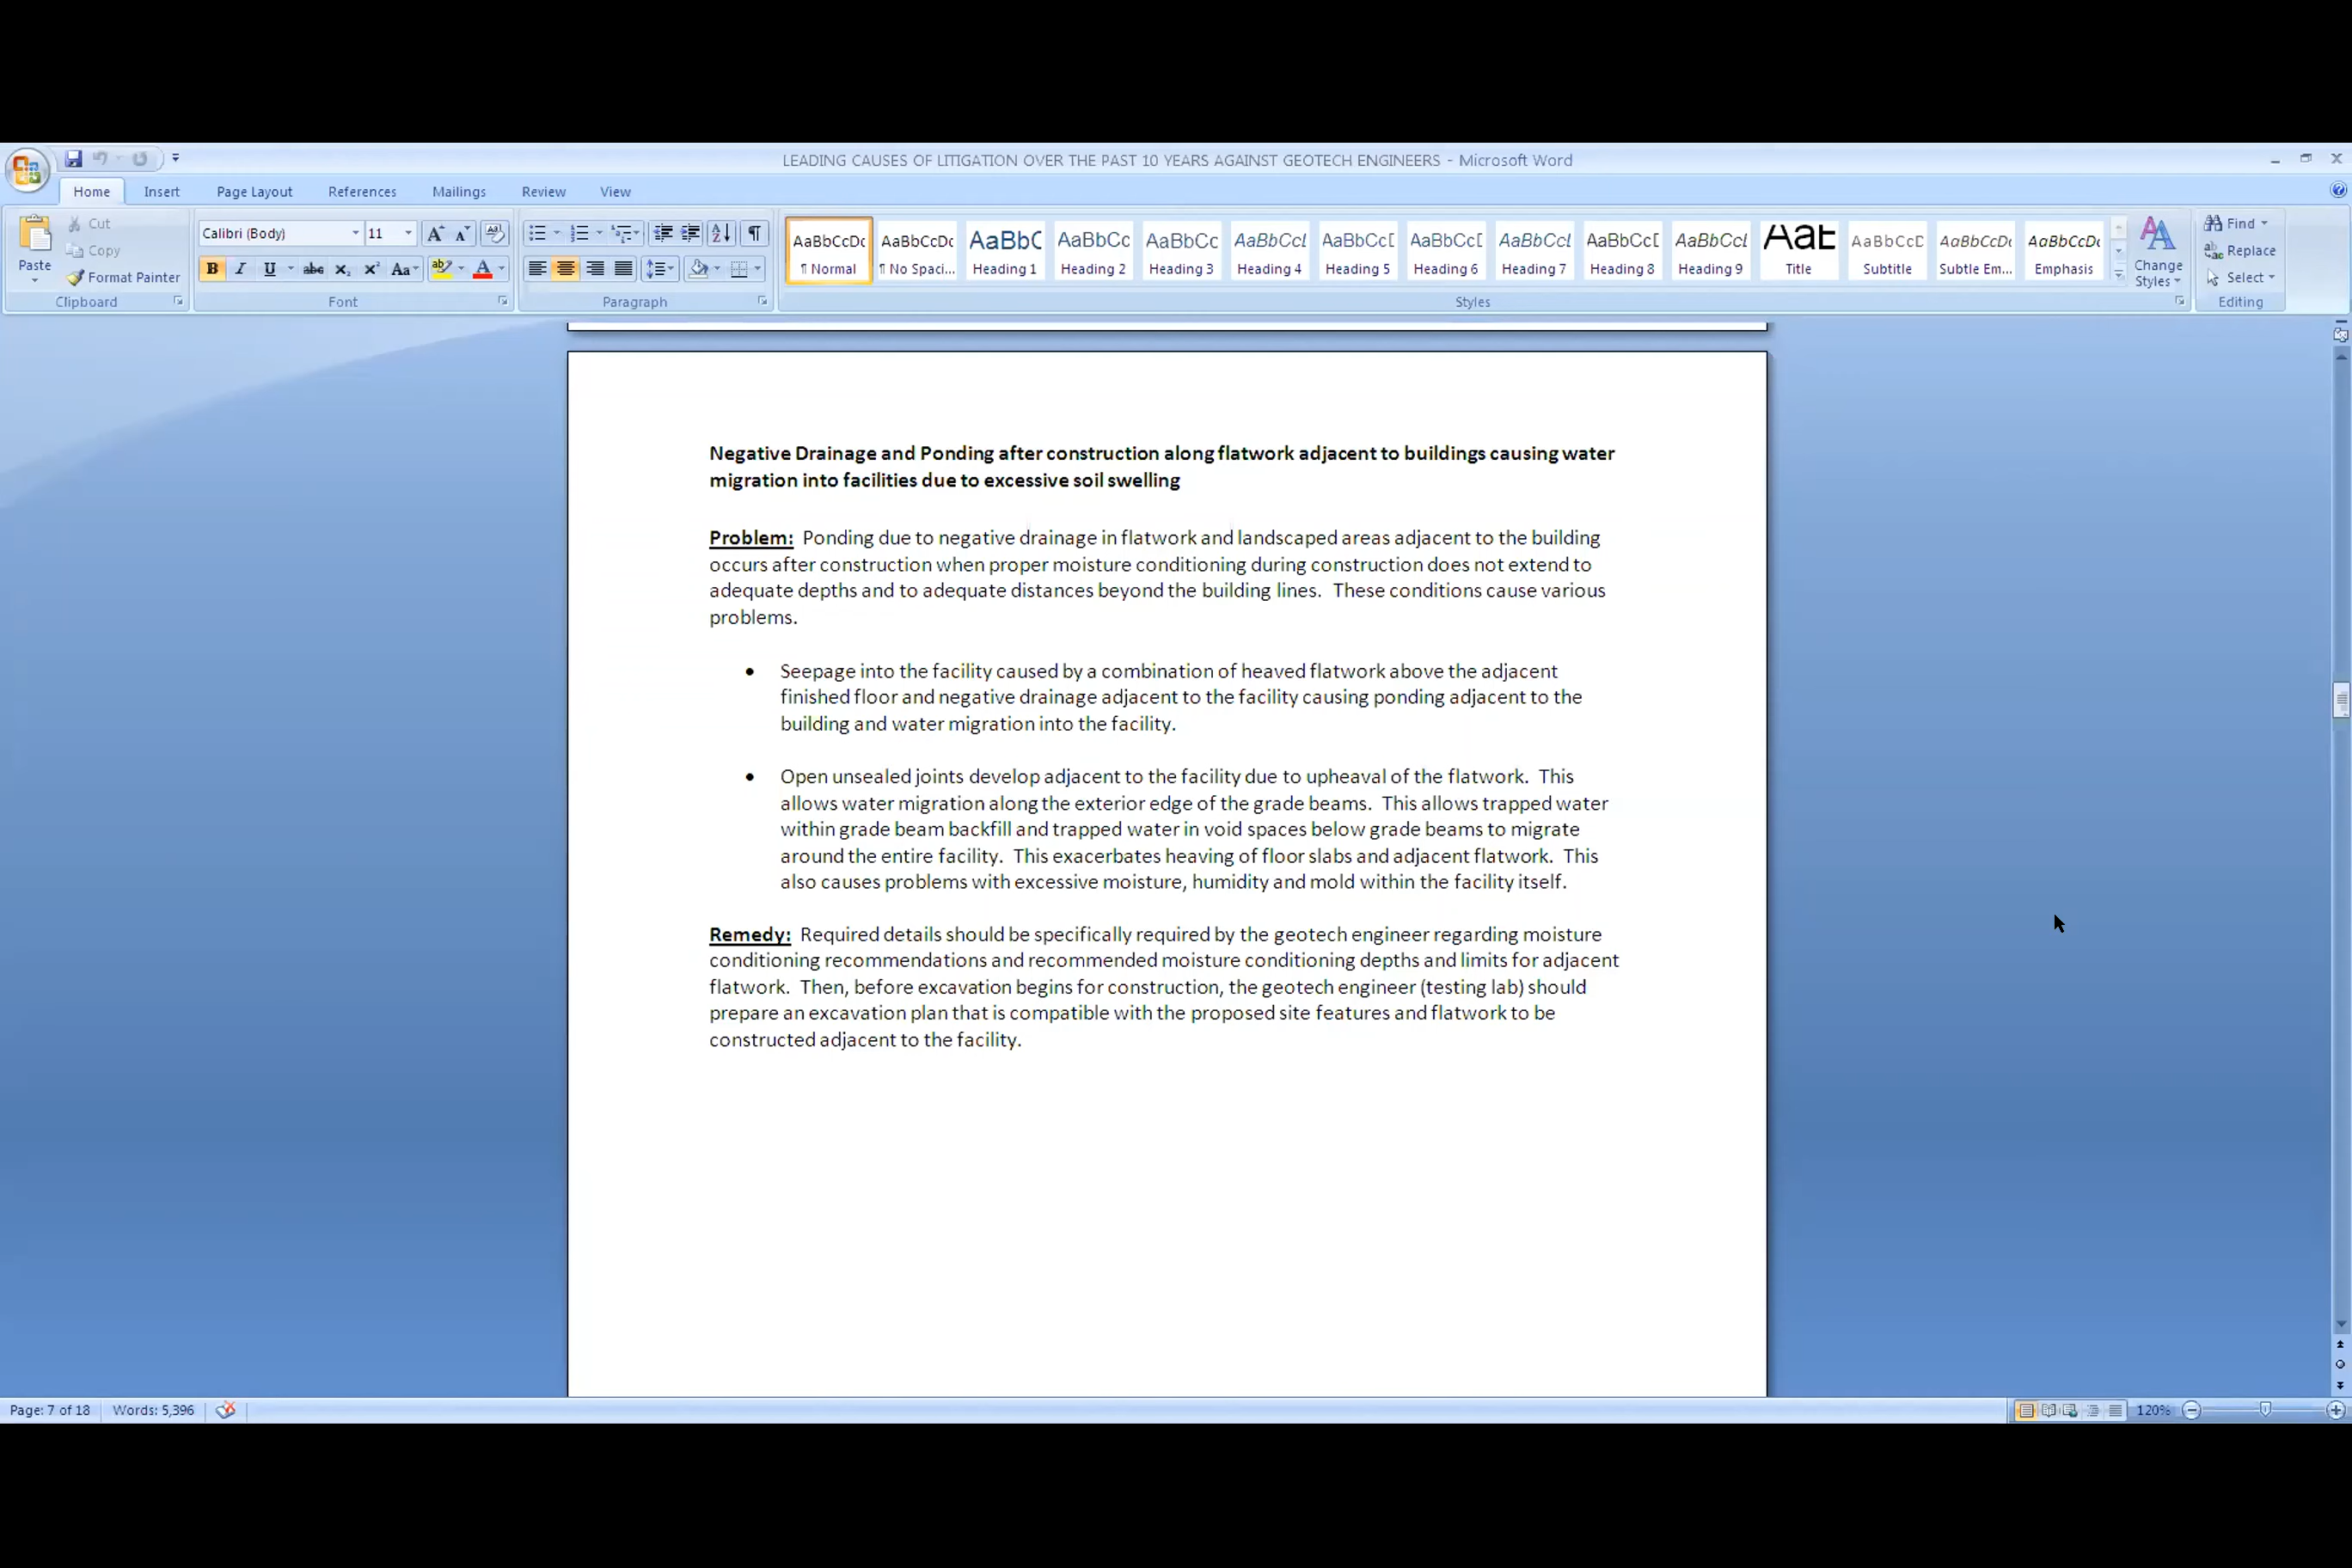 LEADING CAUSES OF LITIGATION OVER THE PAST 10 YEARS AGAINST GEOTECH ENGINEERS - Microsoft Word
Home Insert Page Layout References Mailings Review View
Paste
Cut
Copy
Format Painter
Clipboard
Calibri (Body) 11
Font
Paragraph
AaBbCcDc AaBbCcDc AaBbC AaBbCc AaBbCc AaBbCcI AaBbCcD AaBbCcD AaBbCcI AaBbCcD AaBbCcI AaB AaBbCcD AaBbCcDc AaBbCcDc
¶ Normal ¶ No Spaci... Heading 1 Heading 2 Heading 3 Heading 4 Heading 5 Heading 6 Heading 7 Heading 8 Heading 9 Title Subtitle Subtle Em... Emphasis
Styles
Change
Styles
Find
Replace
Select
Editing
Negative Drainage and Ponding after construction along flatwork adjacent to buildings causing water
migration into facilities due to excessive soil swelling
Problem: Ponding due to negative drainage in flatwork and landscaped areas adjacent to the building
occurs after construction when proper moisture conditioning during construction does not extend to
adequate depths and to adequate distances beyond the building lines. These conditions cause various
problems.
• Seepage into the facility caused by a combination of heaved flatwork above the adjacent
finished floor and negative drainage adjacent to the facility causing ponding adjacent to the
building and water migration into the facility.
• Open unsealed joints develop adjacent to the facility due to upheaval of the flatwork. This
allows water migration along the exterior edge of the grade beams. This allows trapped water
within grade beam backfill and trapped water in void spaces below grade beams to migrate
around the entire facility. This exacerbates heaving of floor slabs and adjacent flatwork. This
also causes problems with excessive moisture, humidity and mold within the facility itself.
Remedy: Required details should be specifically required by the geotech engineer regarding moisture
conditioning recommendations and recommended moisture conditioning depths and limits for adjacent
flatwork. Then, before excavation begins for construction, the geotech engineer (testing lab) should
prepare an excavation plan that is compatible with the proposed site features and flatwork to be
constructed adjacent to the facility.
Page: 7 of 18 Words: 5,396 120%